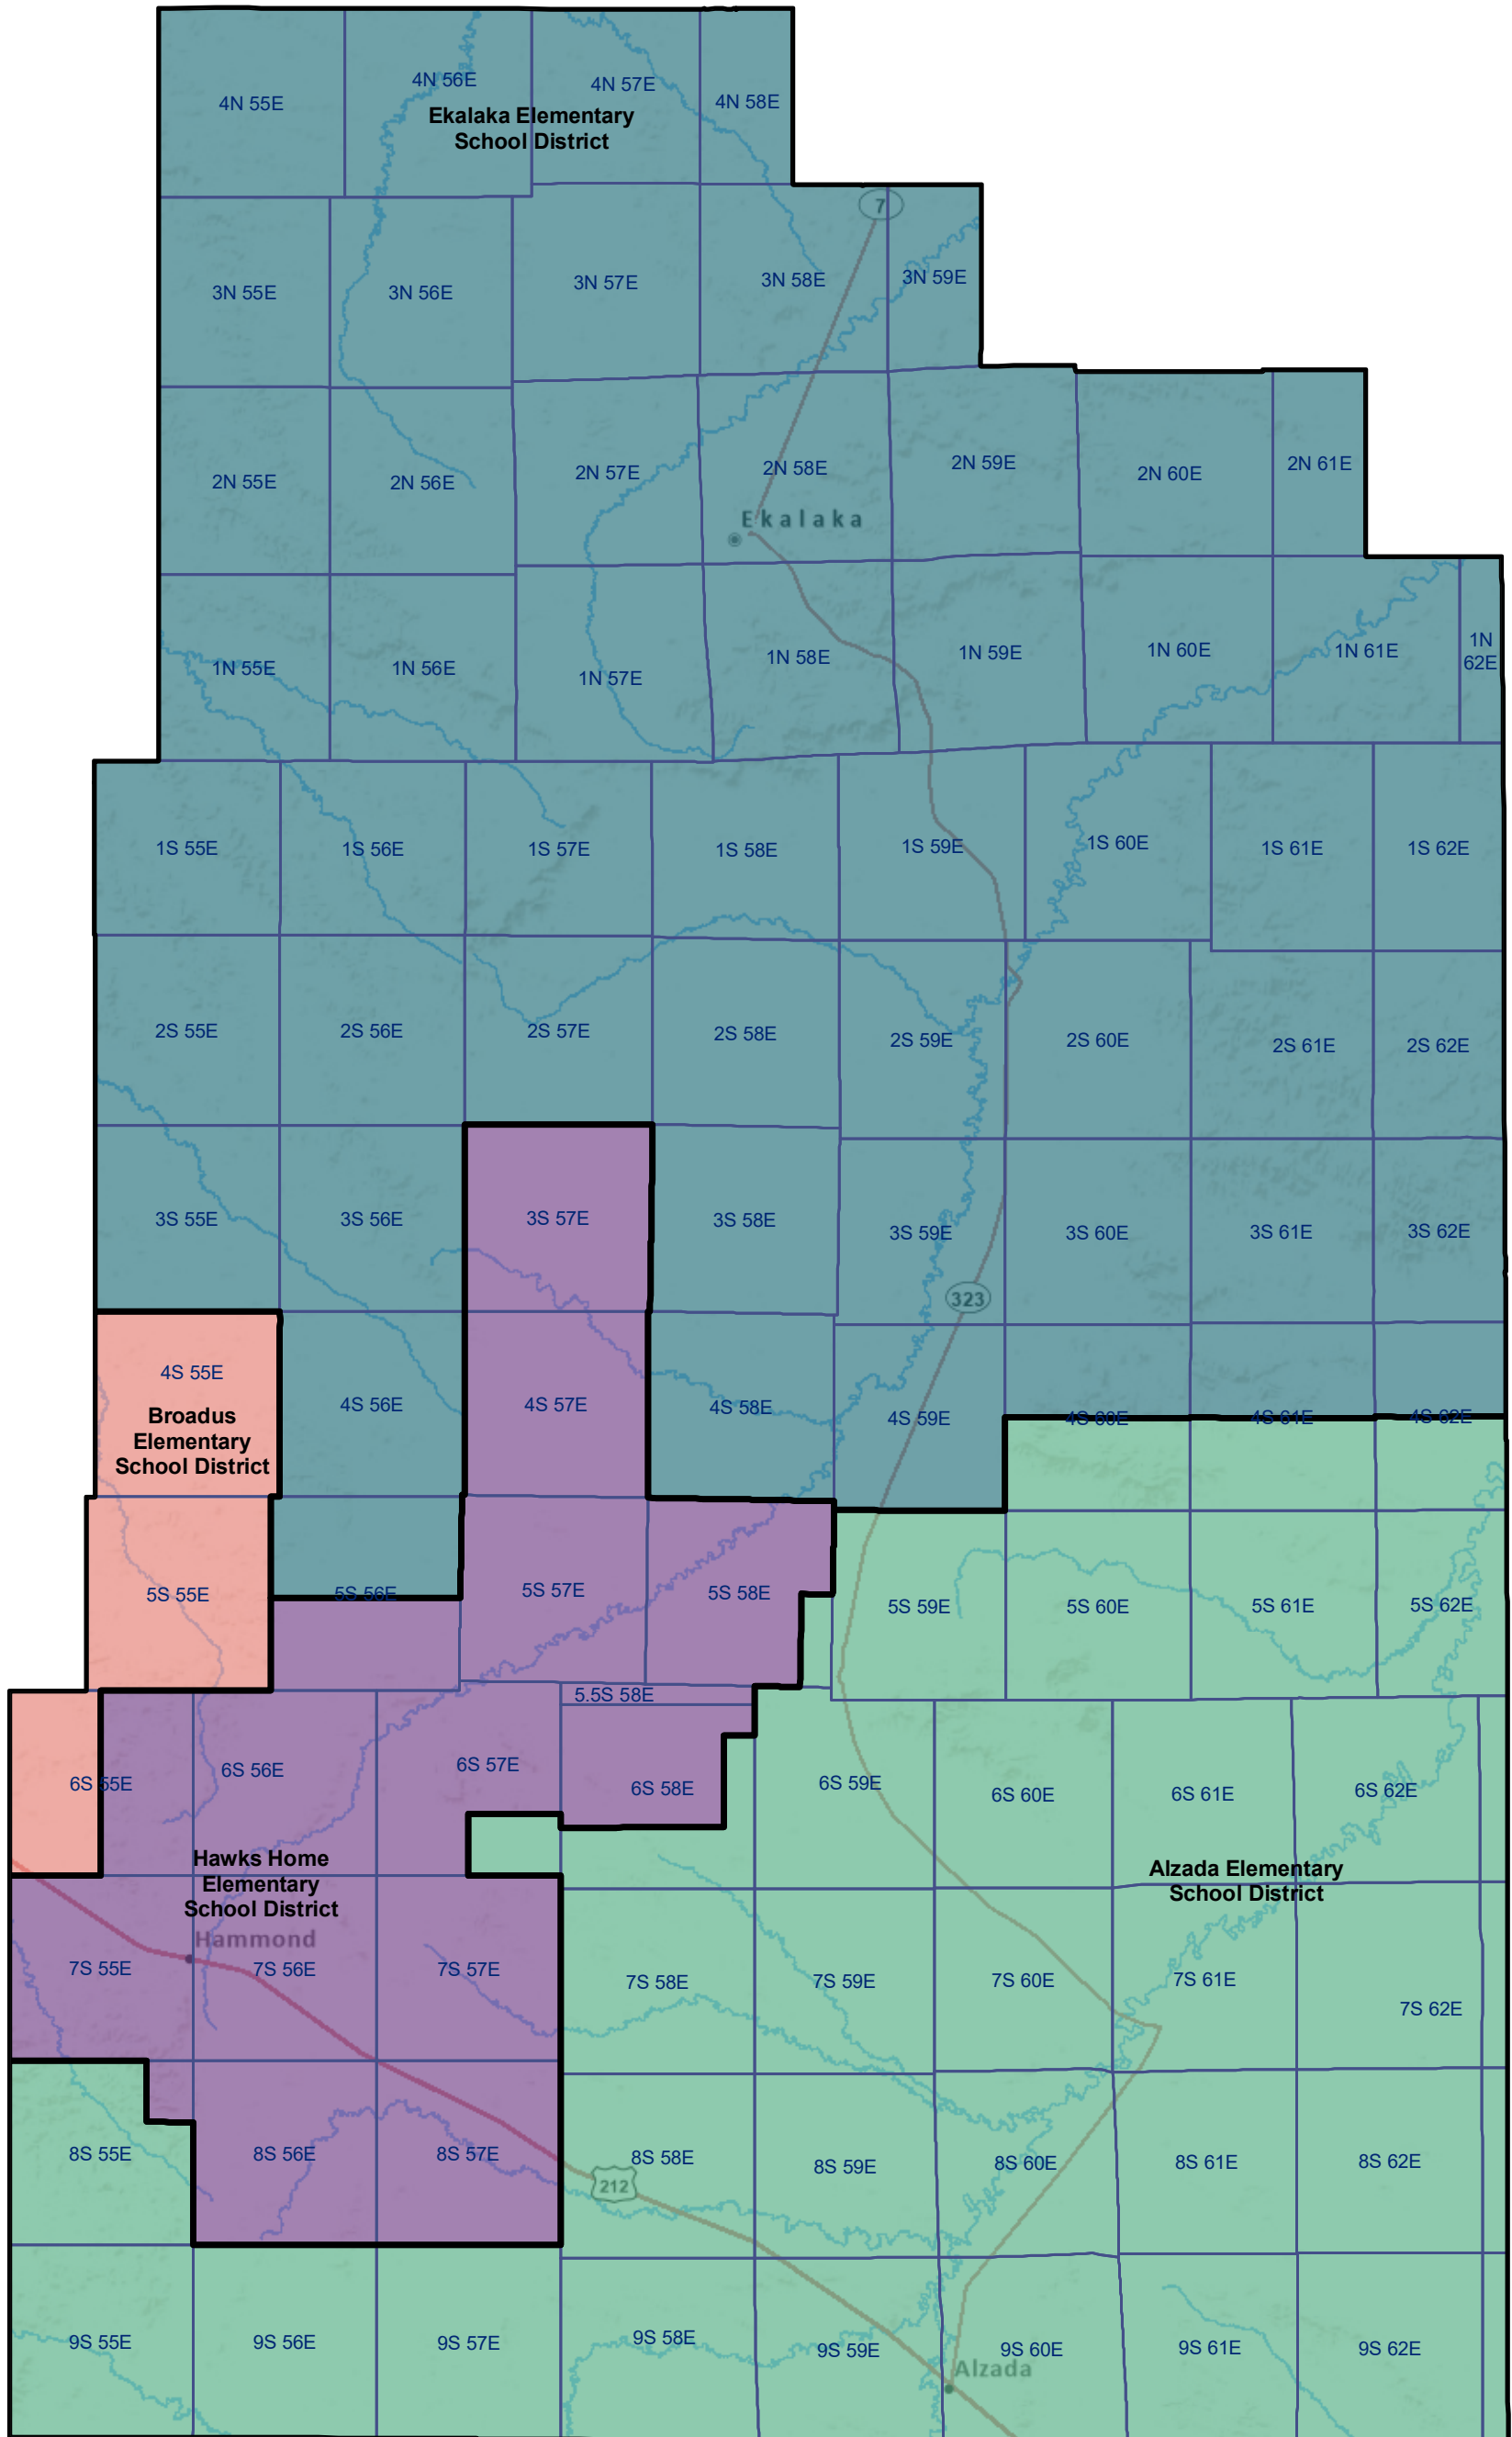 4N 55E
4N 56E
4N 57E
4N 58E
Ekalaka Elementary
School District
7
3N 55E
3N 56E
3N 57E
3N 58E
3N 59E
2N 55E
2N 56E
2N 57E
2N 58E
2N 59E
2N 60E
2N 61E
Ekalaka
1N 55E
1N 56E
1N 57E
1N 58E
1N 59E
1N 60E
1N 61E
1N
62E
1S 55E
1S 56E
1S 57E
1S 58E
1S 59E
1S 60E
1S 61E
1S 62E
2S 55E
2S 56E
2S 57E
2S 58E
2S 59E
2S 60E
2S 61E
2S 62E
3S 55E
3S 56E
3S 57E
3S 58E
3S 59E
3S 60E
3S 61E
3S 62E
323
4S 55E
Broadus
Elementary
School District
4S 56E
4S 57E
4S 58E
4S 59E
4S 60E
4S 61E
4S 62E
5S 55E
5S 56E
5S 57E
5S 58E
5S 59E
5S 60E
5S 61E
5S 62E
5.5S 58E
6S 55E
6S 56E
6S 57E
6S 58E
6S 59E
6S 60E
6S 61E
6S 62E
Hawks Home
Elementary
School District
Alzada Elementary
School District
Hammond
7S 55E
7S 56E
7S 57E
7S 58E
7S 59E
7S 60E
7S 61E
7S 62E
8S 55E
8S 56E
8S 57E
8S 58E
8S 59E
8S 60E
8S 61E
8S 62E
212
9S 55E
9S 56E
9S 57E
9S 58E
9S 59E
9S 60E
9S 61E
9S 62E
Alzada